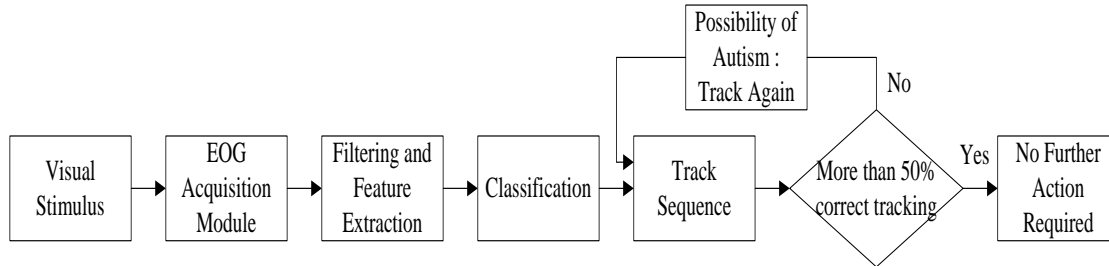 Possibility of
Autism :
Track Again
No
Visual
Stimulus
EOG
Acquisition
Module
Filtering and
Feature
Extraction
Classification
Track
Sequence
More than 50%
correct tracking
Yes
No Further
Action
Required